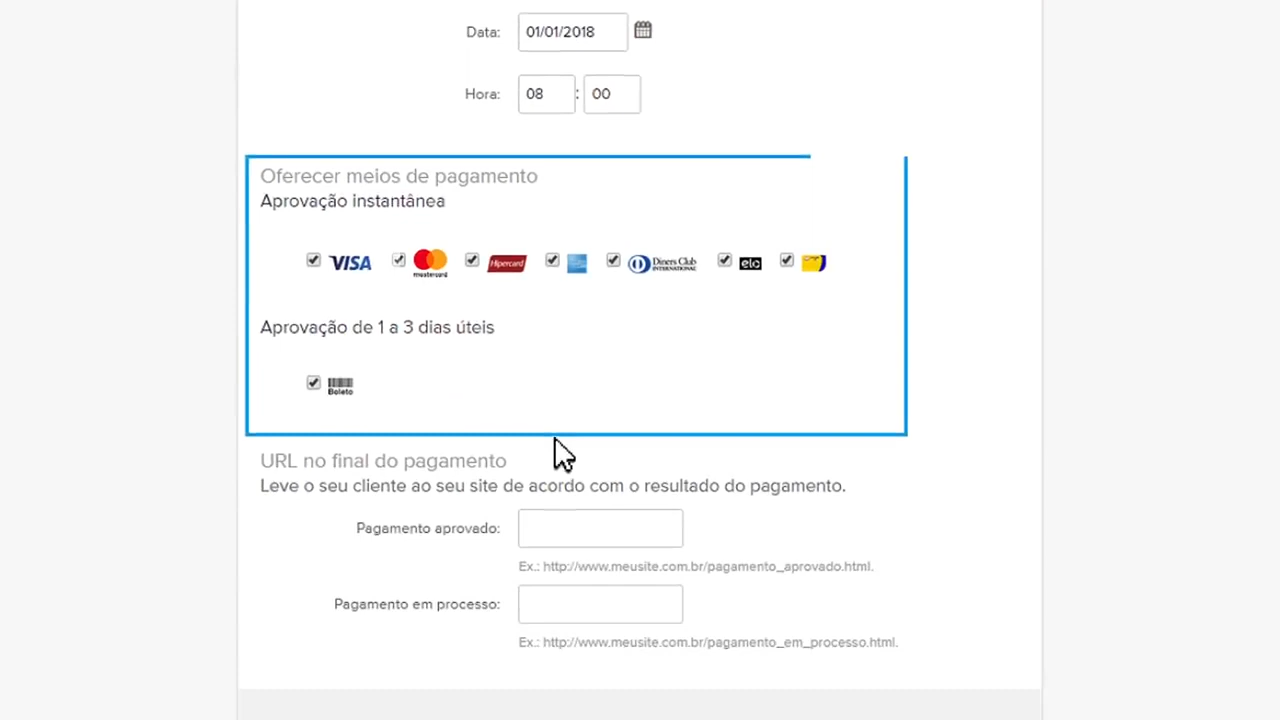 Data: 01/01/2018
Hora: 08 : 00
Oferecer meios de pagamento
Aprovação instantânea
VISA mastercard Hipercard Diners Club INTERNATIONAL elo
Aprovação de 1 a 3 dias úteis
Boleto
URL no final do pagamento
Leve o seu cliente ao seu site de acordo com o resultado do pagamento.
Pagamento aprovado:
Ex.: http://www.meusite.com.br/pagamento_aprovado.html.
Pagamento em processo:
Ex.: http://www.meusite.com.br/pagamento_em_processo.html.